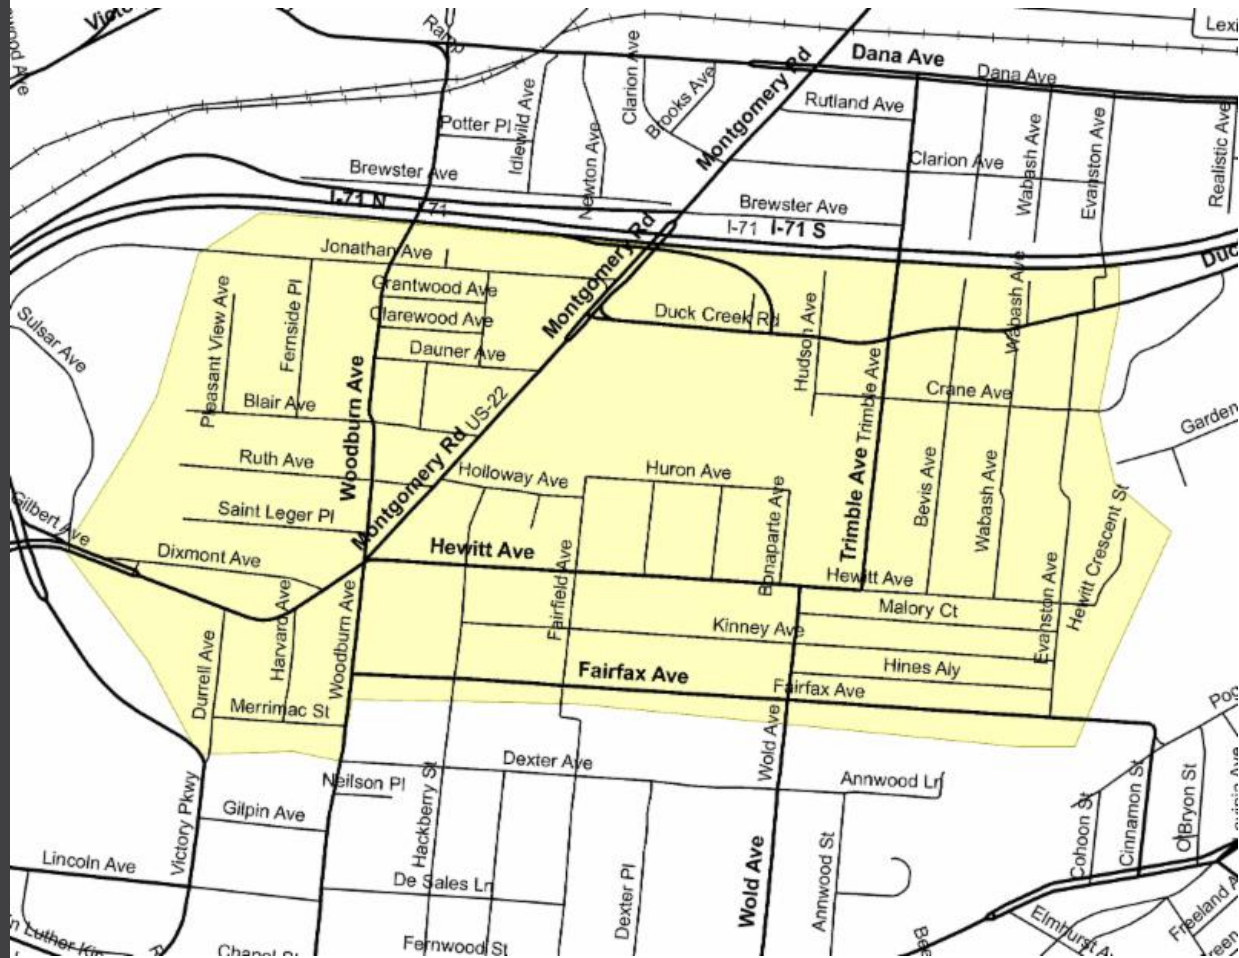 Lexi
Ramp
Dana Ave
Dana Ave
Clarion Ave
Brooks Ave
Montgomery Rd
Rutland Ave
Potter Pl
Idlewild Ave
Newton Ave
Clarion Ave
Wabash Ave
Evanston Ave
Realistic Ave
Brewster Ave
Brewster Ave
I-71 N
I-71
I-71
I-71 S
Duc
Jonathan Ave
Montgomery Rd
Grantwood Ave
Clarewood Ave
Duck Creek Rd
Hudson Ave
Wabash Ave
Sulsar Ave
Pleasant View Ave
Fernside Pl
Dauner Ave
Woodburn Ave
Blair Ave
Montgomery Rd
US-22
Trimble Ave
Trimble Ave
Crane Ave
Garden
Ruth Ave
Holloway Ave
Huron Ave
Bevis Ave
Wabash Ave
Saint Leger Pl
Bonaparte Ave
Gilbert Ave
Dixmont Ave
Hewitt Ave
Hewitt Ave
Hewitt Crescent St
Malory Ct
Fairfield Ave
Harvard Ave
Woodburn Ave
Durrell Ave
Kinney Ave
Evanston Ave
Hines Aly
Fairfax Ave
Fairfax Ave
Merrimac St
Wold Ave
Dexter Ave
Annwood Ln
Neilson Pl
Gilpin Ave
Victory Pkwy
Hackberry St
Cohoon St
Cinnamon St
O'Bryon St
Lincoln Ave
De Sales Ln
Dexter Pl
Wold Ave
Annwood St
Elmhurst Av
Freeland A
Fernwood St